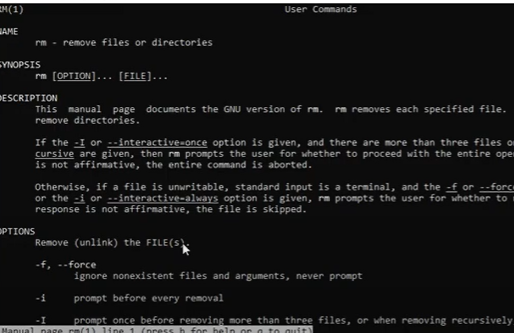 RM(1) User Commands
NAME
rm - remove files or directories
SYNOPSIS
rm [OPTION]... [FILE]...
DESCRIPTION
This manual page documents the GNU version of rm. rm removes each specified file.
remove directories.
If the -I or --interactive=once option is given, and there are more than three files o
cursive are given, then rm prompts the user for whether to proceed with the entire ope
is not affirmative, the entire command is aborted.
Otherwise, if a file is unwritable, standard input is a terminal, and the -f or --forc
or the -i or --interactive=always option is given, rm prompts the user for whether to
response is not affirmative, the file is skipped.
OPTIONS
Remove (unlink) the FILE(s).
-f, --force
ignore nonexistent files and arguments, never prompt
-i prompt before every removal
-I prompt once before removing more than three files, or when removing recursively
Manual page rm(1) line 1 (press h for help or q to quit)